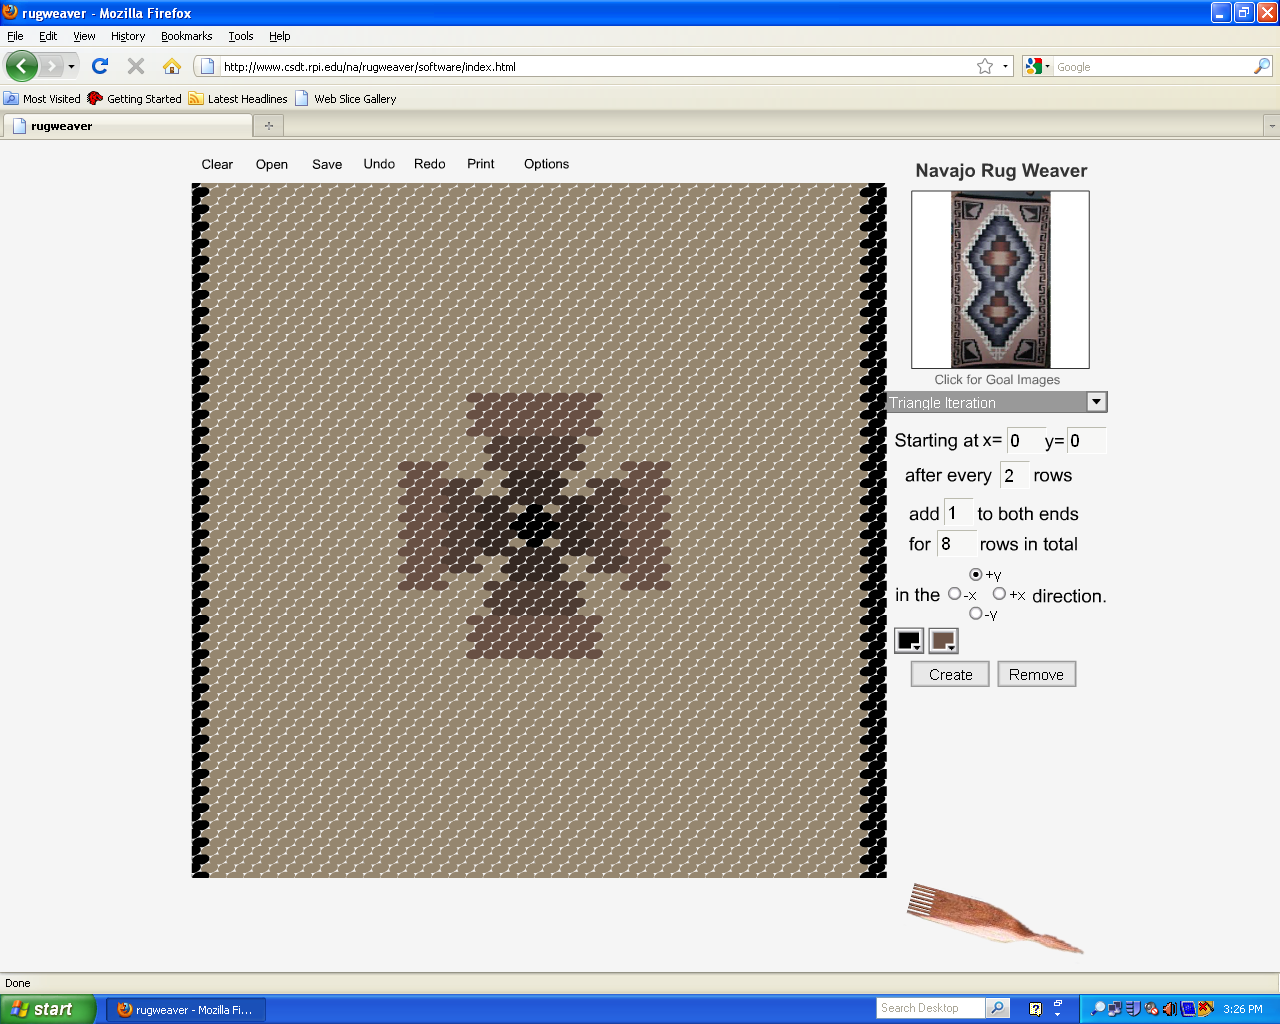 rugweaver - Mozilla Firefox
File Edit View History Bookmarks Tools Help
http://www.csdt.rpi.edu/na/rugweaver/software/index.html
Google
Most Visited Getting Started Latest Headlines Web Slice Gallery
rugweaver
Clear Open Save Undo Redo Print Options
Navajo Rug Weaver
Click for Goal Images
Triangle Iteration
Starting at x= 0 y= 0
after every 2 rows
add 1 to both ends
for 8 rows in total
+y
in the -x +x direction.
-y
Create Remove
Done
start rugweaver - Mozilla Fi... Search Desktop 3:26 PM